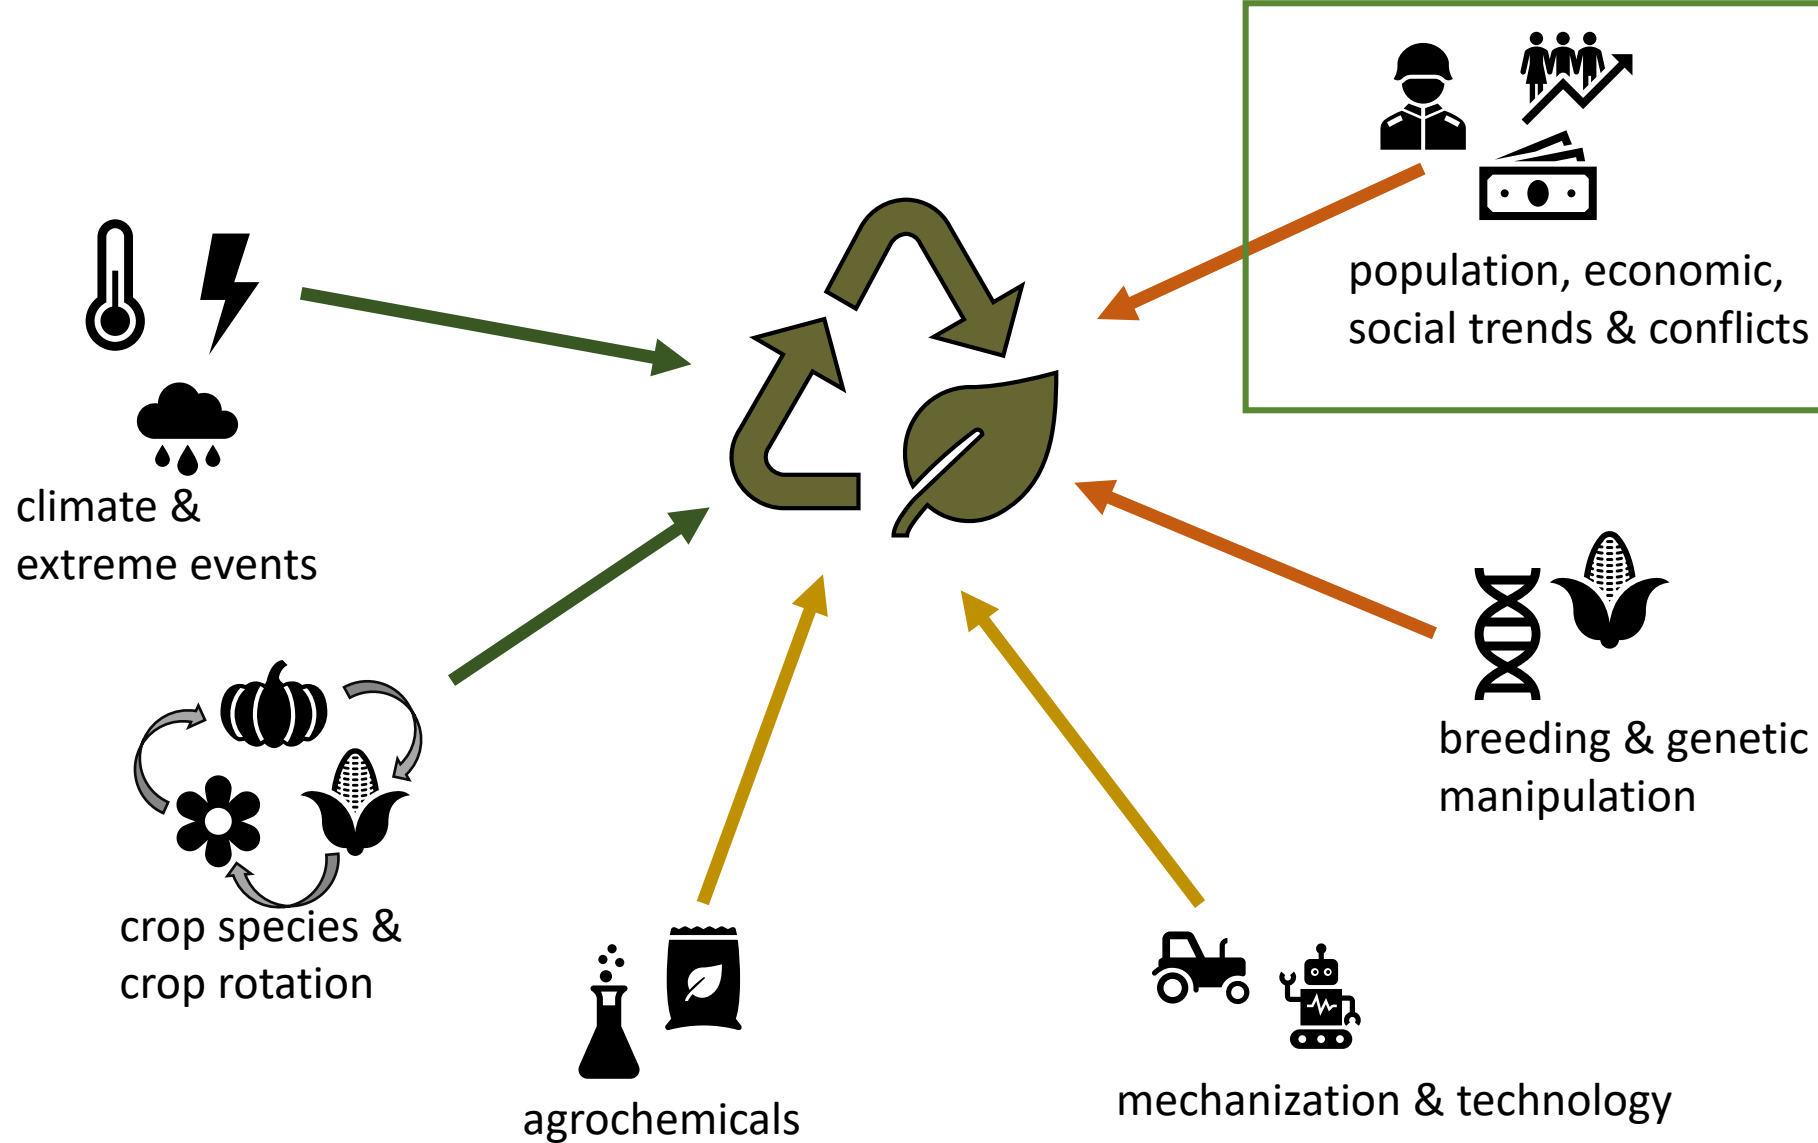 population, economic,
social trends & conflicts
climate &
extreme events
breeding & genetic
manipulation
crop species &
crop rotation
agrochemicals
mechanization & technology